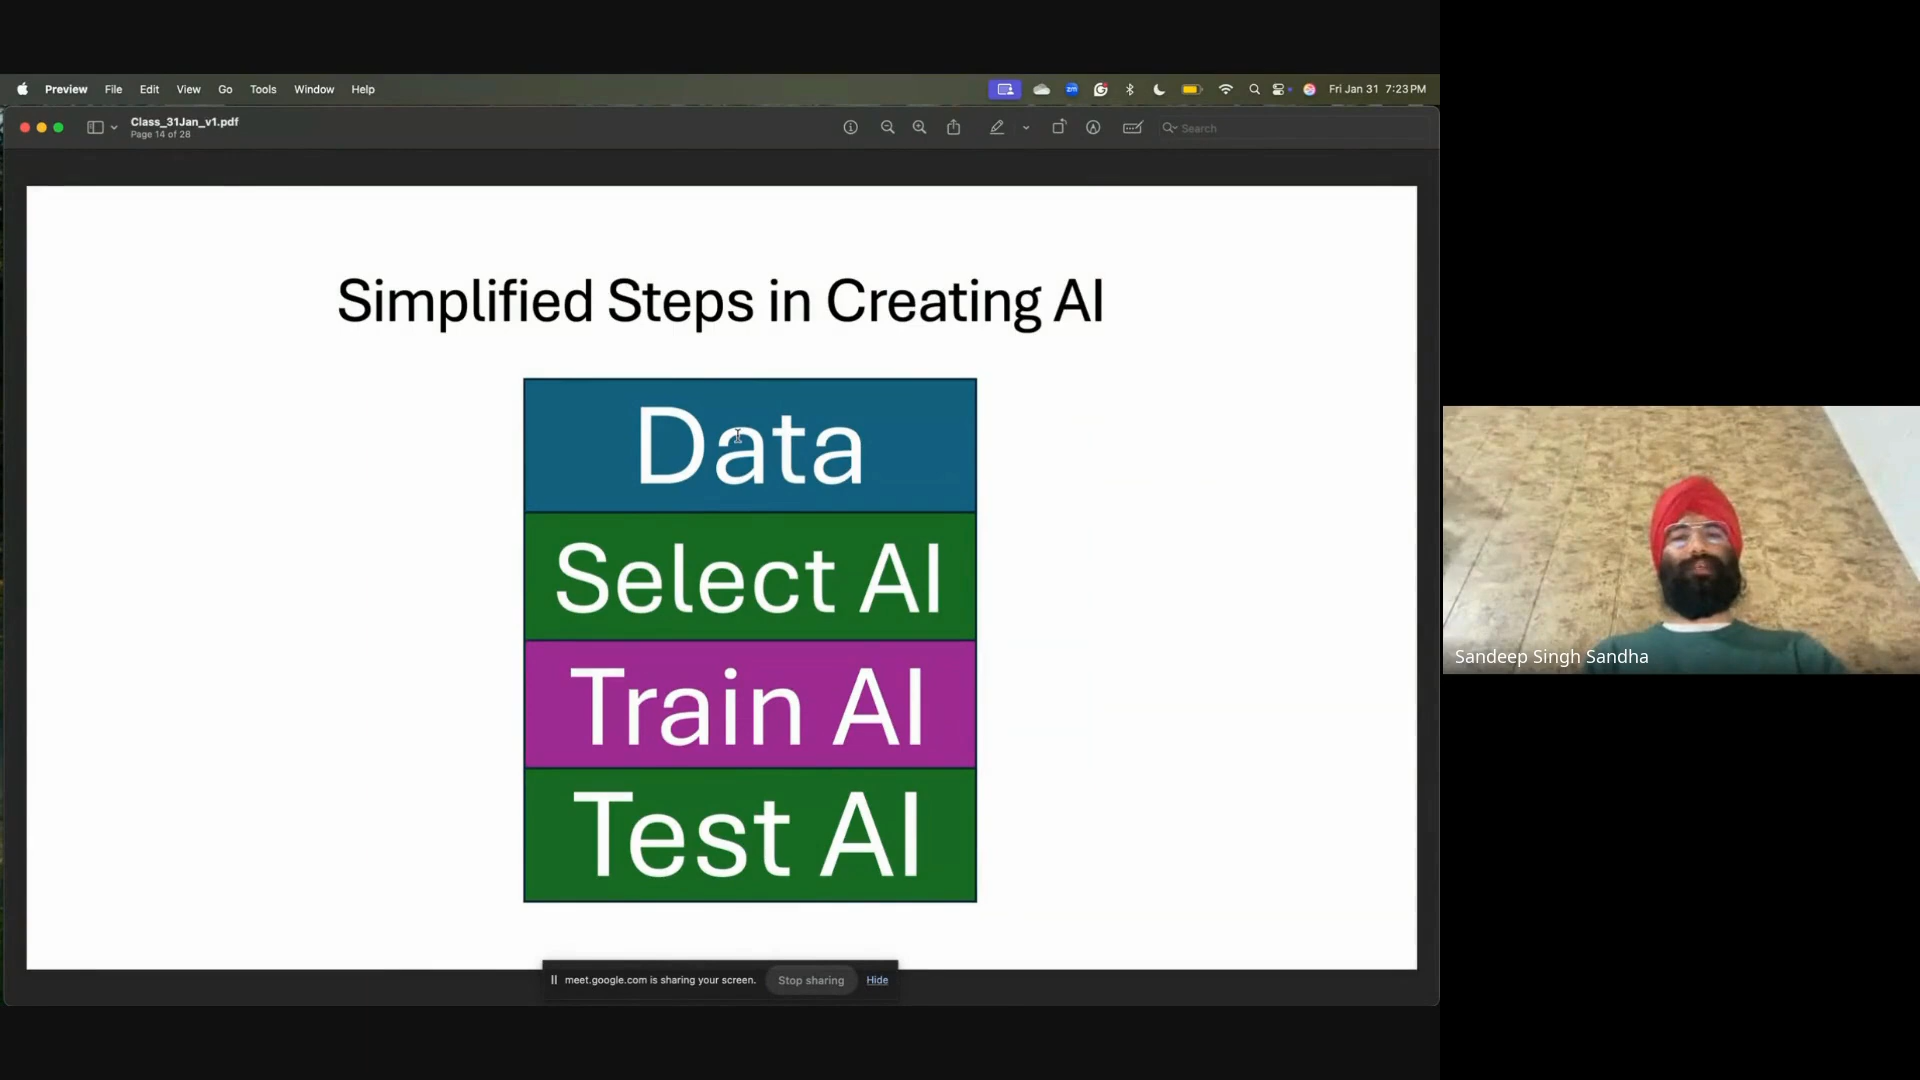 Preview File Edit View Go Tools Window Help
zm
Fri Jan 31 7:23 PM
Class_31Jan_v1.pdf
Page 14 of 28
Search
Simplified Steps in Creating AI
Data
Select AI
Train AI
Test AI
Sandeep Singh Sandha
meet.google.com is sharing your screen. Stop sharing Hide